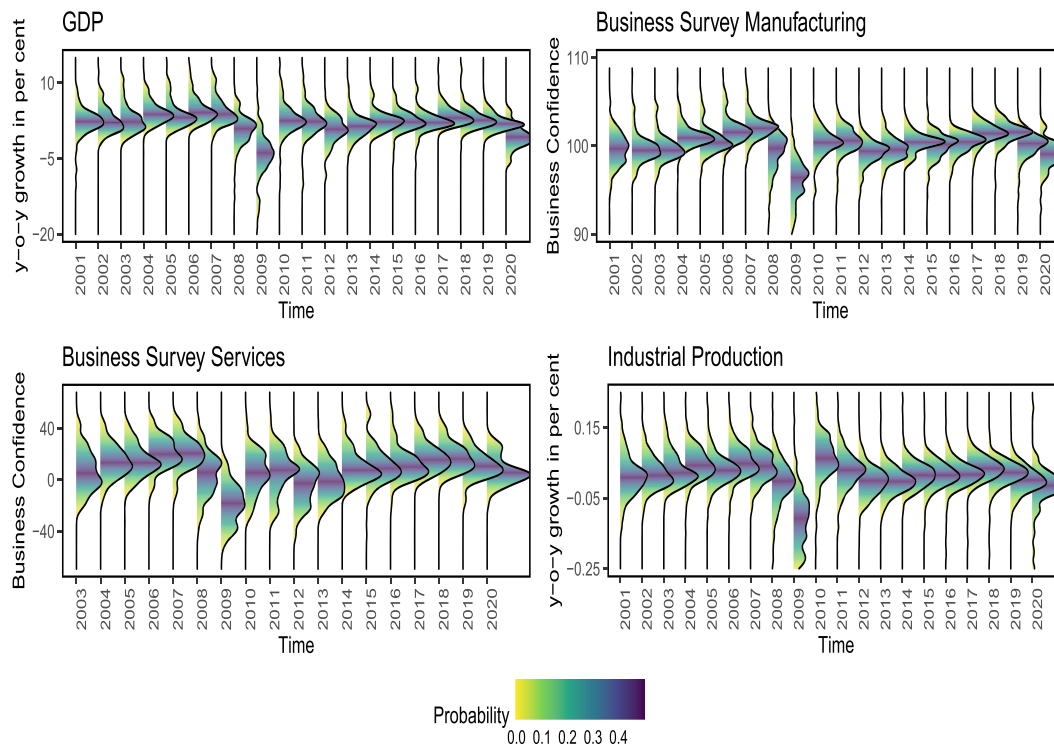 GDP
y−o−y growth in per cent
10
−5
−20
2001 2002 2003 2004 2005 2006 2007 2008 2009 2010 2011 2012 2013 2014 2015 2016 2017 2018 2019 2020
Time
Business Survey Manufacturing
Business Confidence
110
100
90
2001 2002 2003 2004 2005 2006 2007 2008 2009 2010 2011 2012 2013 2014 2015 2016 2017 2018 2019 2020
Time
Business Survey Services
Business Confidence
40
0
−40
2003 2004 2005 2006 2007 2008 2009 2010 2011 2012 2013 2014 2015 2016 2017 2018 2019 2020
Time
Industrial Production
y−o−y growth in per cent
0.15
−0.05
−0.25
2001 2002 2003 2004 2005 2006 2007 2008 2009 2010 2011 2012 2013 2014 2015 2016 2017 2018 2019 2020
Time
Probability
0.0 0.1 0.2 0.3 0.4